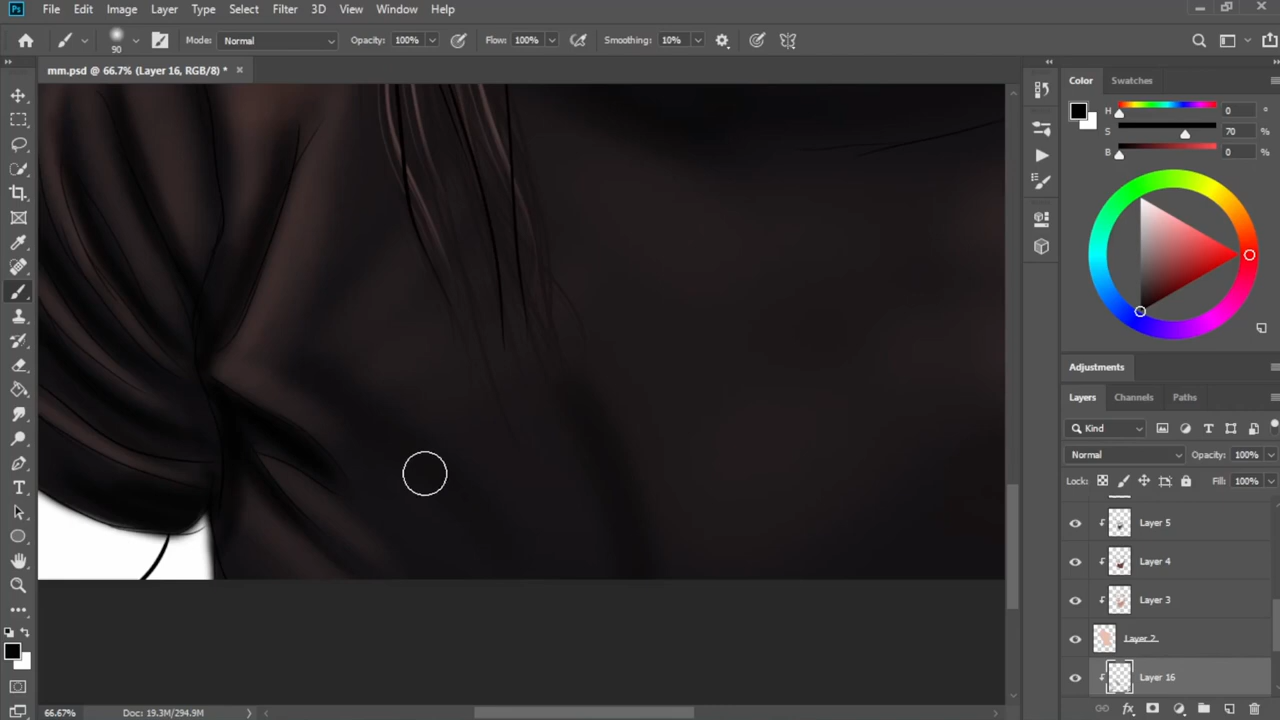 Ps File Edit Image Layer Type Select Filter 3D View Window Help
90 Mode: Normal Opacity: 100% Flow: 100% Smoothing: 10%
mm.psd @ 66.7% (Layer 16, RGB/8) * ×
Color Swatches
H 0 °
S 70 %
B 0 %
Adjustments
Layers Channels Paths
Kind
Normal Opacity: 100%
Lock: Fill: 100%
Layer 5
Layer 4
Layer 3
Layer 2
Layer 16
66.67% Doc: 19.3M/294.9M